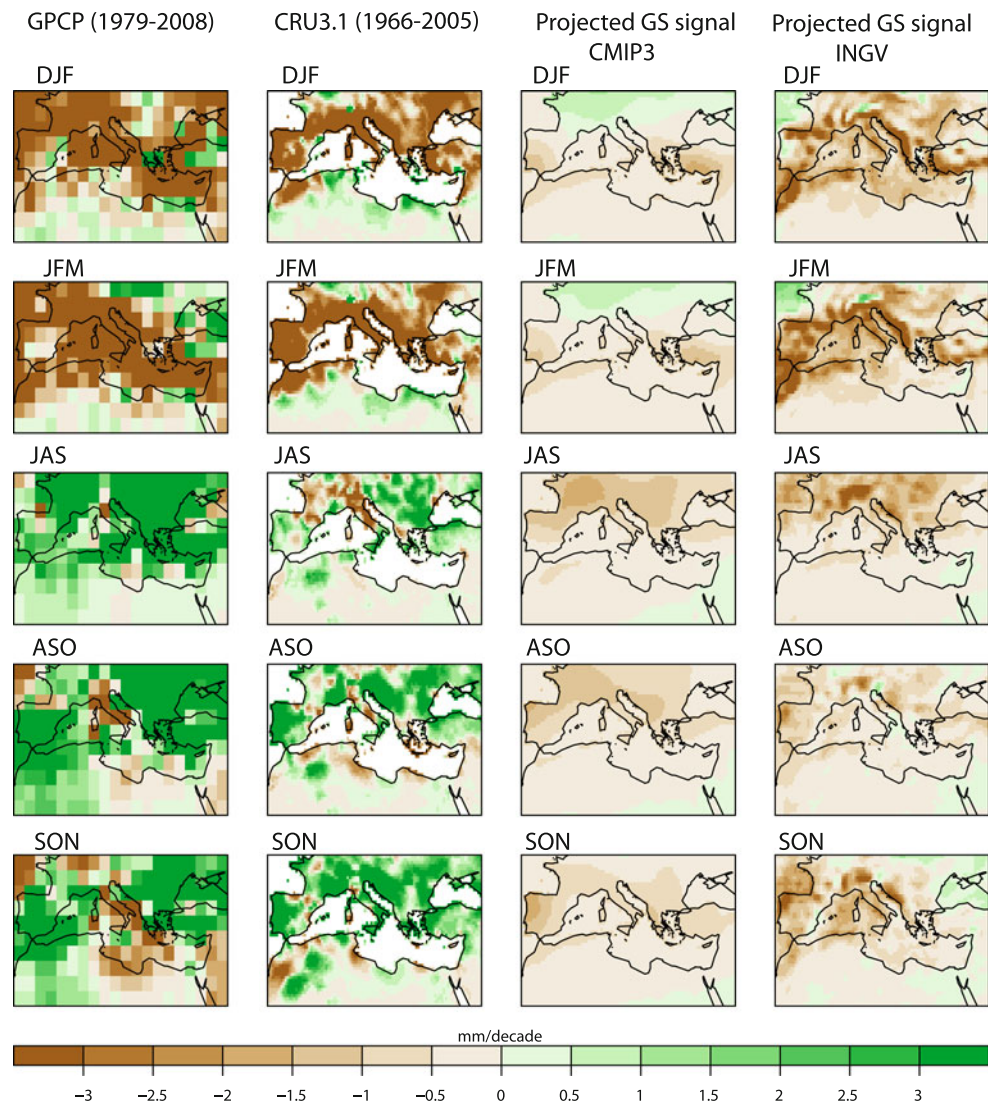 GPCP (1979-2008)
CRU3.1 (1966-2005)
Projected GS signal
CMIP3
Projected GS signal
INGV
DJF
DJF
DJF
DJF
JFM
JFM
JFM
JFM
JAS
JAS
JAS
JAS
ASO
ASO
ASO
ASO
SON
SON
SON
SON
mm/decade
−3 −2.5 −2 −1.5 −1 −0.5 0 0.5 1 1.5 2 2.5 3